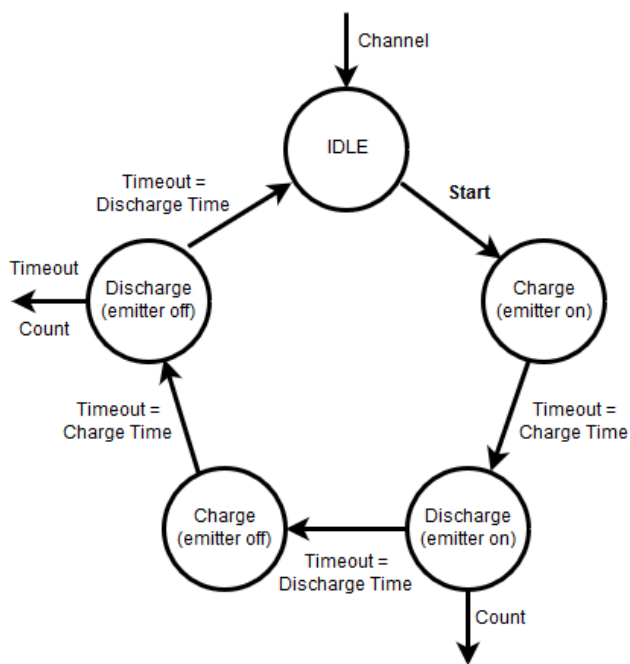 Channel
IDLE
Start
Timeout =
Discharge Time
Timeout
Count
Discharge
(emitter off)
Charge
(emitter on)
Timeout =
Charge Time
Timeout =
Charge Time
Charge
(emitter off)
Discharge
(emitter on)
Timeout =
Discharge Time
Count